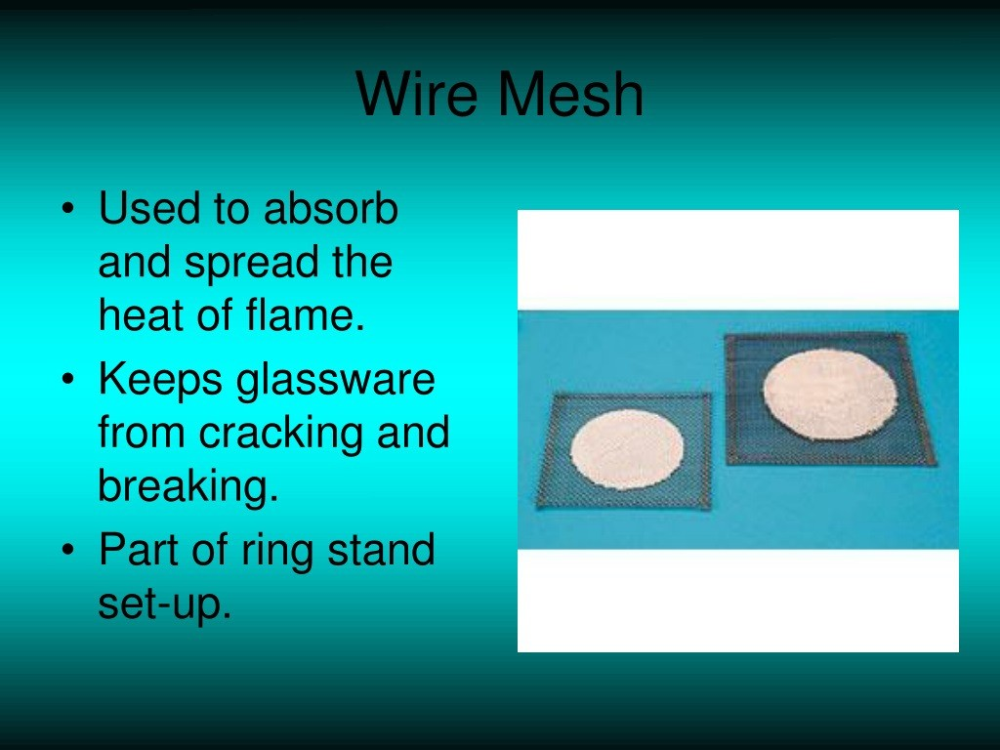 Wire Mesh
• Used to absorb
and spread the
heat of flame.
• Keeps glassware
from cracking and
breaking.
• Part of ring stand
set-up.